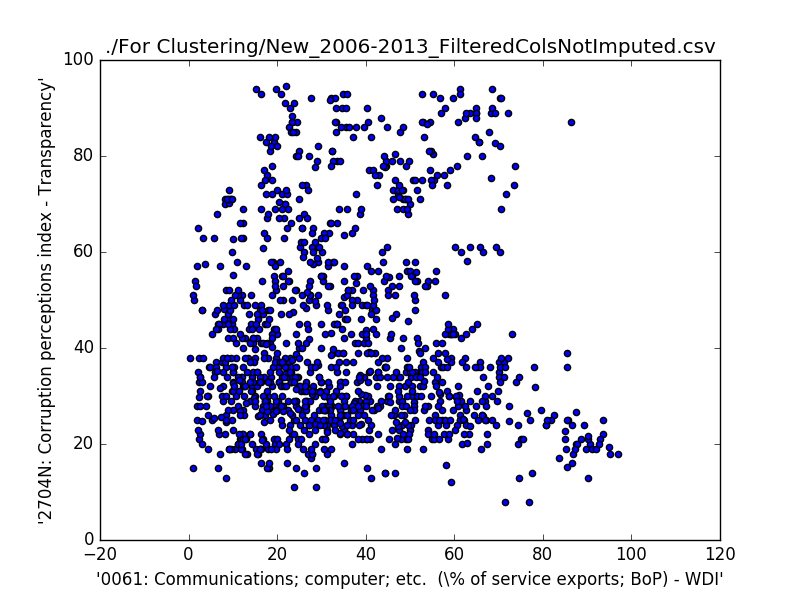 ./For Clustering/New_2006-2013_FilteredColsNotImputed.csv
100
80
60
40
20
0
'2704N: Corruption perceptions index - Transparency'
−20 0 20 40 60 80 100 120
'0061: Communications; computer; etc.  (\% of service exports; BoP) - WDI'